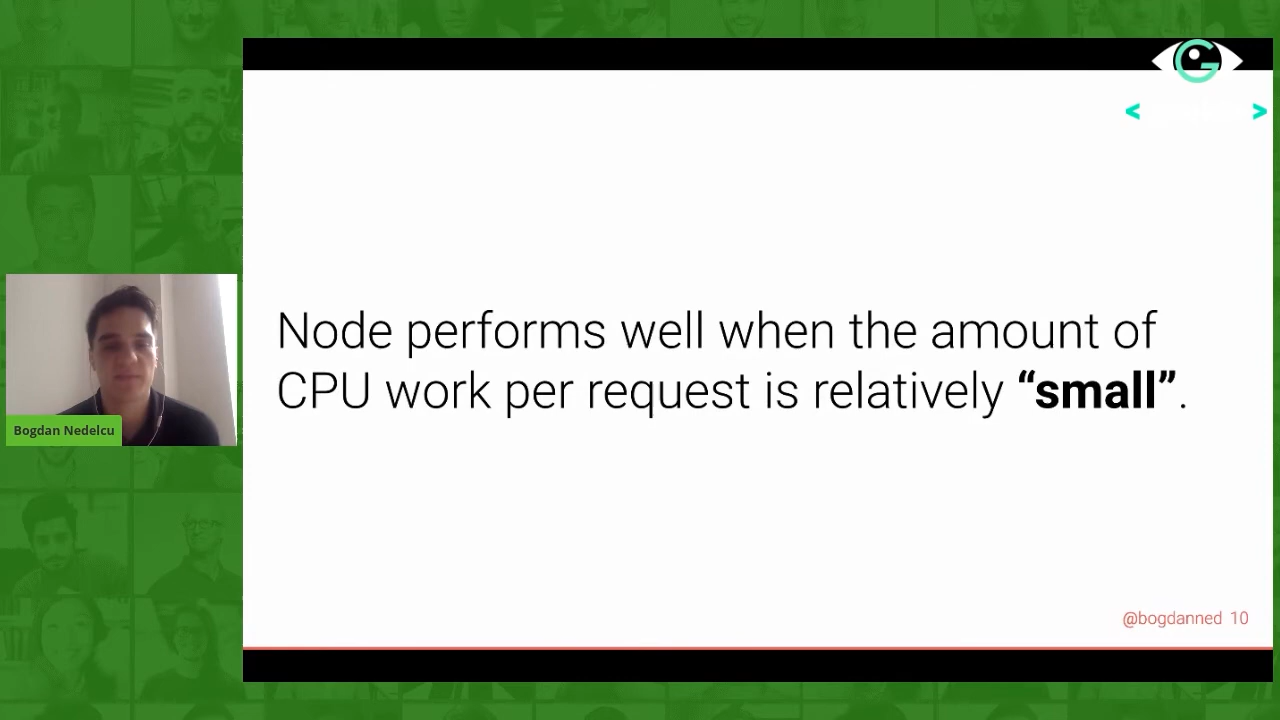 Node performs well when the amount of
CPU work per request is relatively “small”.
Bogdan Nedelcu
@bogdanned 10